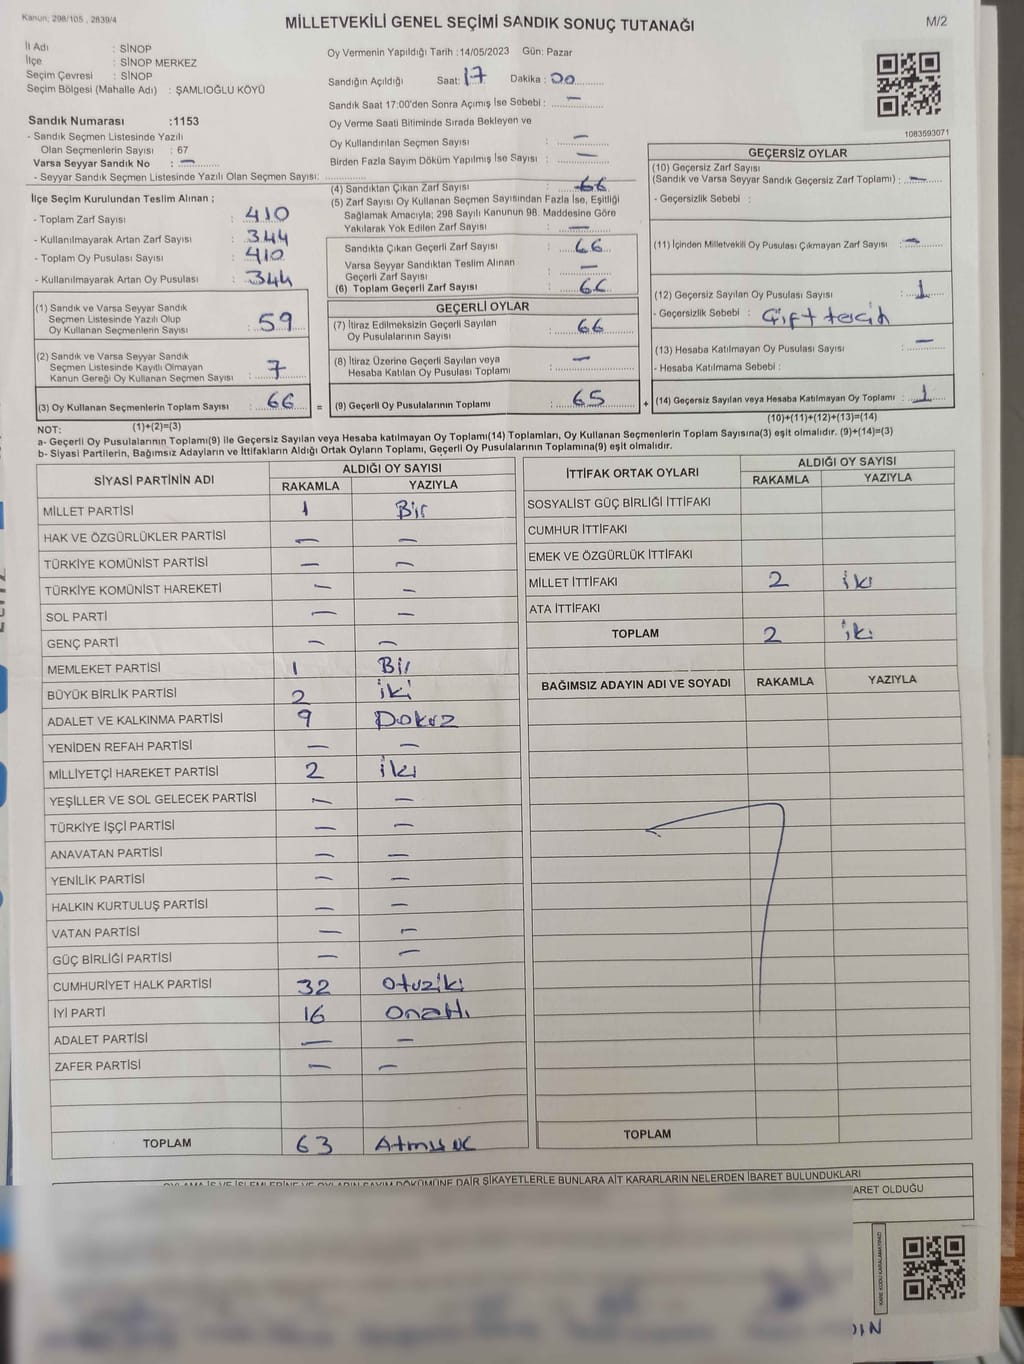 Kanun: 298/105 , 2839/4
MİLLETVEKİLİ GENEL SEÇİMİ SANDIK SONUÇ TUTANAĞI
M/2
İl Adı : SİNOP
İlçe : SİNOP MERKEZ
Seçim Çevresi : SİNOP
Seçim Bölgesi (Mahalle Adı) : ŞAMLIOĞLU KÖYÜ
Oy Vermenin Yapıldığı Tarih :14/05/2023 Gün: Pazar
Sandığın Açıldığı Saat: 17 Dakika : 00
Sandık Saat 17:00'den Sonra Açımış İse Sebebi : —
Oy Verme Saati Bitiminde Sırada Bekleyen ve
Oy Kullandırılan Seçmen Sayısı : —
Birden Fazla Sayım Döküm Yapılmış İse Sayısı : —
Sandık Numarası :1153
- Sandık Seçmen Listesinde Yazılı
Olan Seçmenlerin Sayısı : 67
Varsa Seyyar Sandık No : —
- Seyyar Sandık Seçmen Listesinde Yazılı Olan Seçmen Sayısı:
1083593071
İlçe Seçim Kurulundan Teslim Alınan ;
- Toplam Zarf Sayısı : 410
- Kullanılmayarak Artan Zarf Sayısı : 344
- Toplam Oy Pusulası Sayısı : 410
- Kullanılmayarak Artan Oy Pusulası : 344
(1) Sandık ve Varsa Seyyar Sandık
Seçmen Listesinde Yazılı Olup
Oy Kullanan Seçmenlerin Sayısı : 59
(2) Sandık ve Varsa Seyyar Sandık
Seçmen Listesinde Kayıtlı Olmayan
Kanun Gereği Oy Kullanan Seçmen Sayısı : 7
(3) Oy Kullanan Seçmenlerin Toplam Sayısı : 66
(1)+(2)=(3)
(4) Sandıktan Çıkan Zarf Sayısı : 66
(5) Zarf Sayısı Oy Kullanan Seçmen Sayısından Fazla İse, Eşitliği
Sağlamak Amacıyla; 298 Sayılı Kanunun 98. Maddesine Göre
Yakılarak Yok Edilen Zarf Sayısı : —
Sandıkta Çıkan Geçerli Zarf Sayısı : 66
Varsa Seyyar Sandıktan Teslim Alınan
Geçerli Zarf Sayısı : —
(6) Toplam Geçerli Zarf Sayısı : 66
GEÇERLİ OYLAR
(7) İtiraz Edilmeksizin Geçerli Sayılan
Oy Pusulalarının Sayısı : 66
(8) İtiraz Üzerine Geçerli Sayılan veya
Hesaba Katılan Oy Pusulası Toplamı : —
= (9) Geçerli Oy Pusulalarının Toplamı : 65 +
GEÇERSİZ OYLAR
(10) Geçersiz Zarf Sayısı
(Sandık ve Varsa Seyyar Sandık Geçersiz Zarf Toplamı) : —
- Geçersizlik Sebebi :
(11) İçinden Milletvekili Oy Pusulası Çıkmayan Zarf Sayısı : —
(12) Geçersiz Sayılan Oy Pusulası Sayısı : 1
- Geçersizlik Sebebi : Çift tercih
(13) Hesaba Katılmayan Oy Pusulası Sayısı : —
- Hesaba Katılmama Sebebi :
(14) Geçersiz Sayılan veya Hesaba Katılmayan Oy Toplamı : 1
(10)+(11)+(12)+(13)=(14)
NOT:
a- Geçerli Oy Pusulalarının Toplamı(9) ile Geçersiz Sayılan veya Hesaba katılmayan Oy Toplamı(14) Toplamları, Oy Kullanan Seçmenlerin Toplam Sayısına(3) eşit olmalıdır. (9)+(14)=(3)
b- Siyasi Partilerin, Bağımsız Adayların ve İttifakların Aldığı Ortak Oyların Toplamı, Geçerli Oy Pusulalarının Toplamına(9) eşit olmalıdır.
SİYASİ PARTİNİN ADI ALDIĞI OY SAYISI
RAKAMLA YAZIYLA
MİLLET PARTİSİ 1 Bir
HAK VE ÖZGÜRLÜKLER PARTİSİ — —
TÜRKİYE KOMÜNİST PARTİSİ — —
TÜRKİYE KOMÜNİST HAREKETİ — —
SOL PARTİ — —
GENÇ PARTİ — —
MEMLEKET PARTİSİ 1 Bir
BÜYÜK BİRLİK PARTİSİ 2 iki
ADALET VE KALKINMA PARTİSİ 9 Dokuz
YENİDEN REFAH PARTİSİ — —
MİLLİYETÇİ HAREKET PARTİSİ 2 iki
YEŞİLLER VE SOL GELECEK PARTİSİ — —
TÜRKİYE İŞÇİ PARTİSİ — —
ANAVATAN PARTİSİ — —
YENİLİK PARTİSİ — —
HALKIN KURTULUŞ PARTİSİ — —
VATAN PARTİSİ — —
GÜÇ BİRLİĞİ PARTİSİ — —
CUMHURİYET HALK PARTİSİ 32 Otuziki
İYİ PARTİ 16 Onaltı
ADALET PARTİSİ — —
ZAFER PARTİSİ — —
TOPLAM 63 Atmış üç
İTTİFAK ORTAK OYLARI ALDIĞI OY SAYISI
RAKAMLA YAZIYLA
SOSYALİST GÜÇ BİRLİĞİ İTTİFAKI
CUMHUR İTTİFAKI
EMEK VE ÖZGÜRLÜK İTTİFAKI
MİLLET İTTİFAKI 2 iki
ATA İTTİFAKI
TOPLAM 2 iki
BAĞIMSIZ ADAYIN ADI VE SOYADI RAKAMLA YAZIYLA
TOPLAM
OYLAMA İŞ VE İŞLEMLERİNE VE OYLARIN SAYIM DÖKÜMÜNE DAİR ŞİKAYETLERLE BUNLARA AİT KARARLARIN NELERDEN İBARET BULUNDUKLARI
ARET OLDUĞU